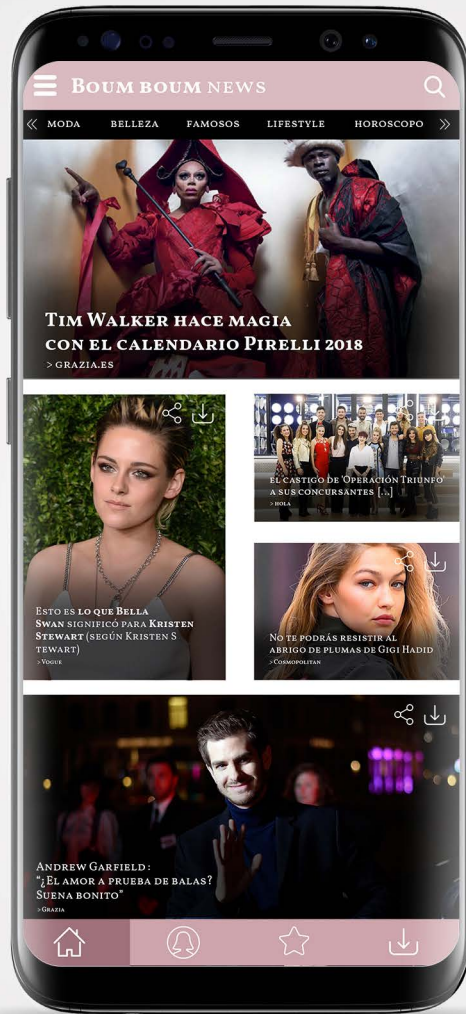 BOUM BOUM NEWS
« MODA BELLEZA FAMOSOS LIFESTYLE HOROSCOPO »
TIM WALKER HACE MAGIA
CON EL CALENDARIO PIRELLI 2018
> GRAZIA.ES
ESTO ES LO QUE BELLA
SWAN SIGNIFICÓ PARA KRISTEN
STEWART (SEGÚN KRISTEN S
TEWART)
> VOGUE
EL CASTIGO DE 'OPERACIÓN TRIUNFO'
A SUS CONCURSANTES [...]
> HOLA
NO TE PODRÁS RESISTIR AL
ABRIGO DE PLUMAS DE GIGI HADID
> COSMOPOLITAN
ANDREW GARFIELD :
“¿EL AMOR A PRUEBA DE BALAS?
SUENA BONITO”
> GRAZIA